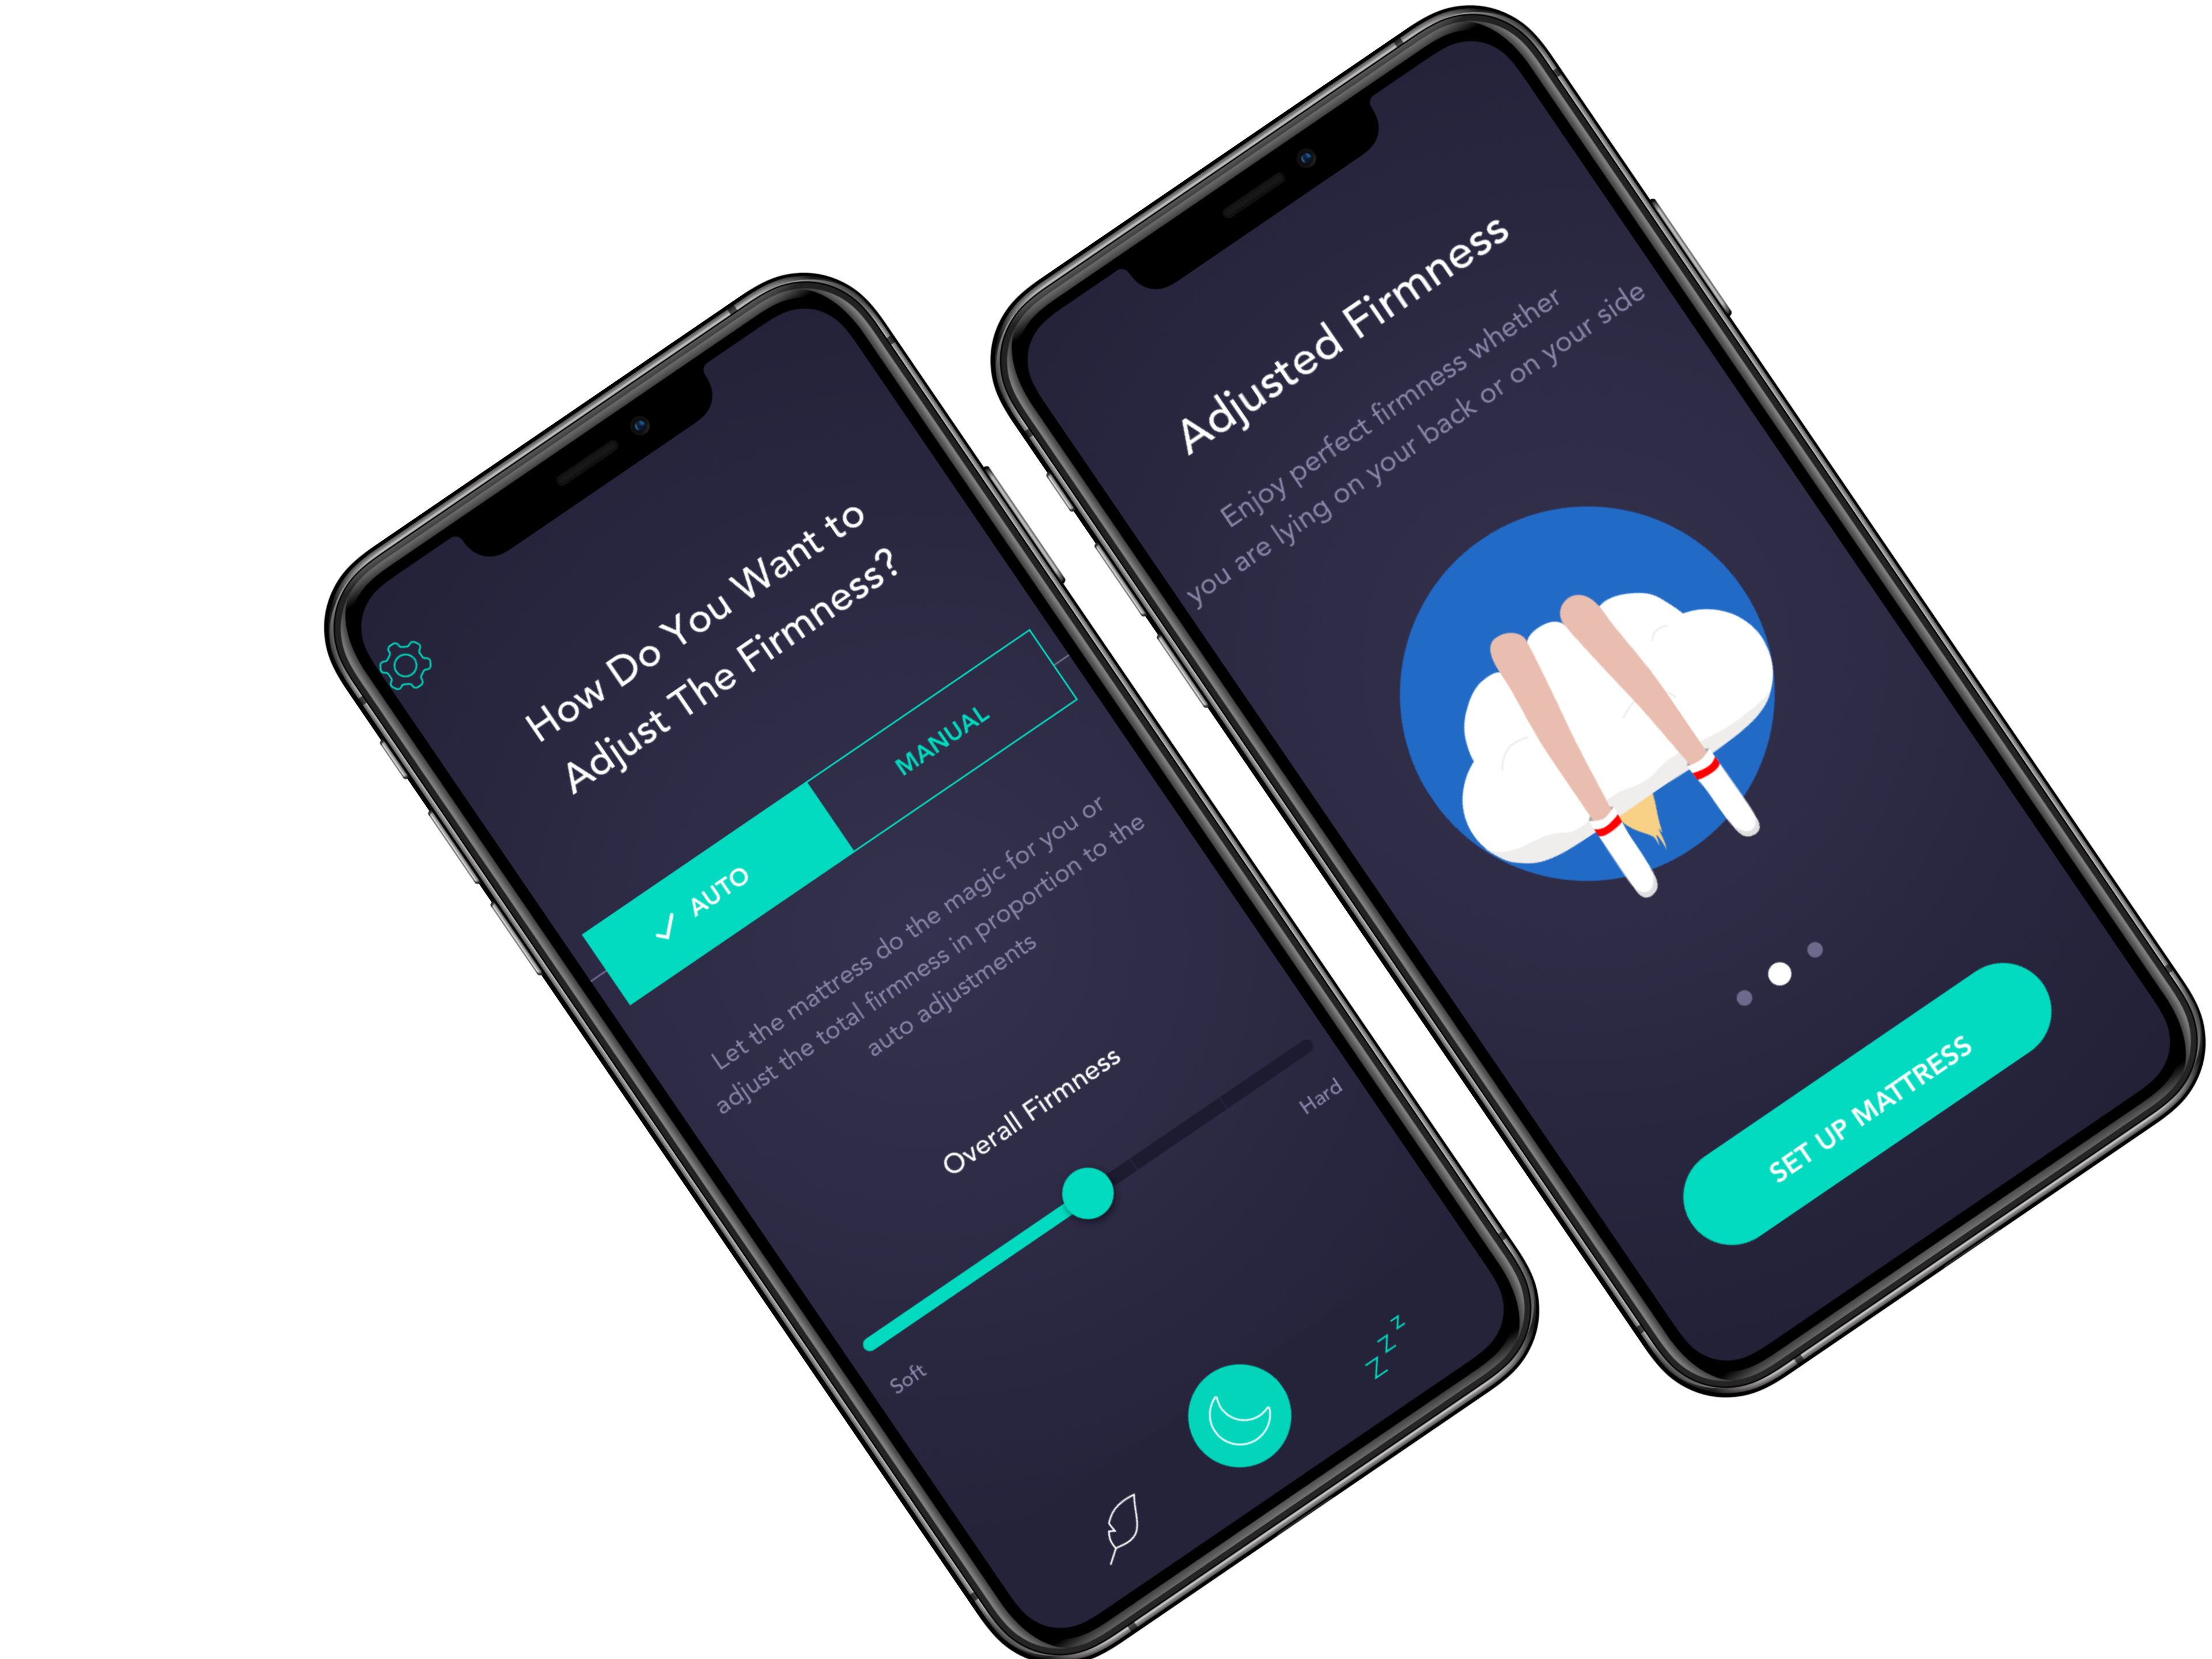 How Do You Want to
Adjust The Firmness?
AUTO
MANUAL
Let the mattress do the magic for you or
adjust the total firmness in proportion to the
auto adjustments
Overall Firmness
Soft
Hard
z
z
z
Adjusted Firmness
Enjoy perfect firmness whether
you are lying on your back or on your side
SET UP MATTRESS